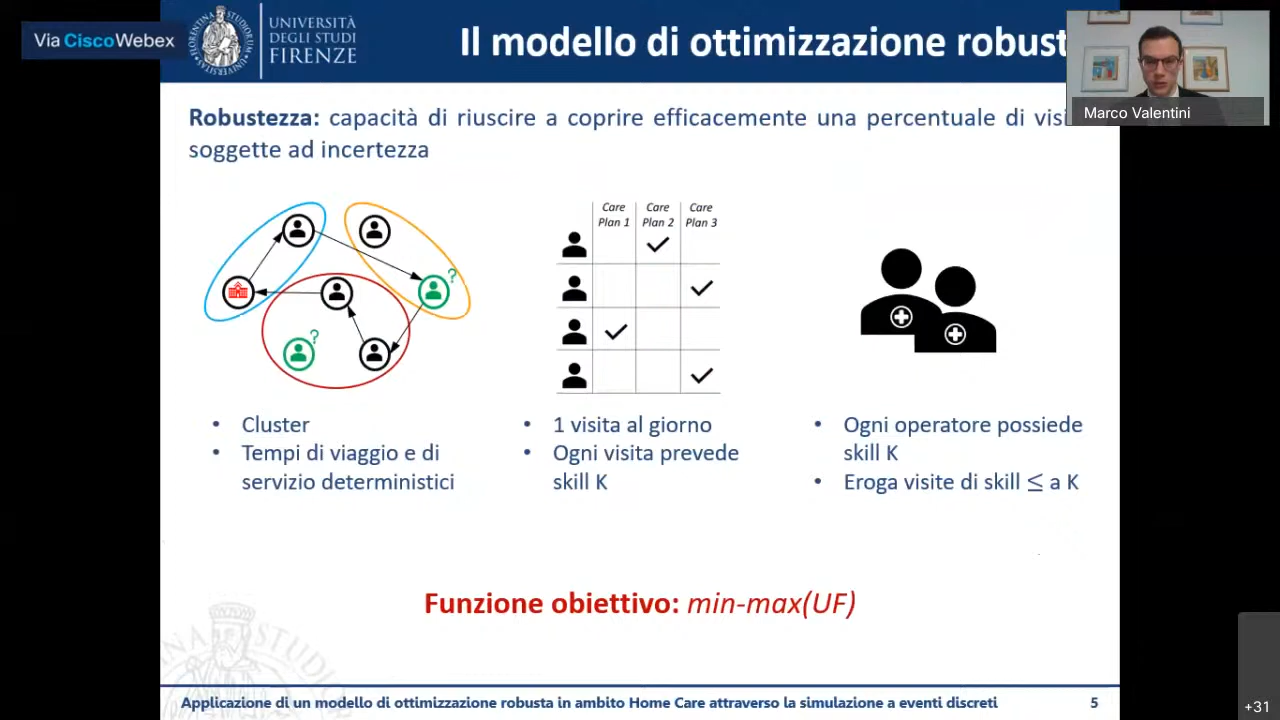 Via Cisco Webex
UNIVERSITÀ
DEGLI STUDI
FIRENZE
Il modello di ottimizzazione
Marco Valentini
Robustezza: capacità di riuscire a coprire efficacemente una percentuale di
soggette ad incertezza
Care Plan 1
Care Plan 2
Care Plan 3
?
?
• Cluster
• Tempi di viaggio e di
servizio deterministici
• 1 visita al giorno
• Ogni visita prevede
skill K
• Ogni operatore possiede
skill K
• Eroga visite di skill ≤ a K
Funzione obiettivo: min-max(UF)
Applicazione di un modello di ottimizzazione robusta in ambito Home Care attraverso la simulazione a eventi discreti
5
+31